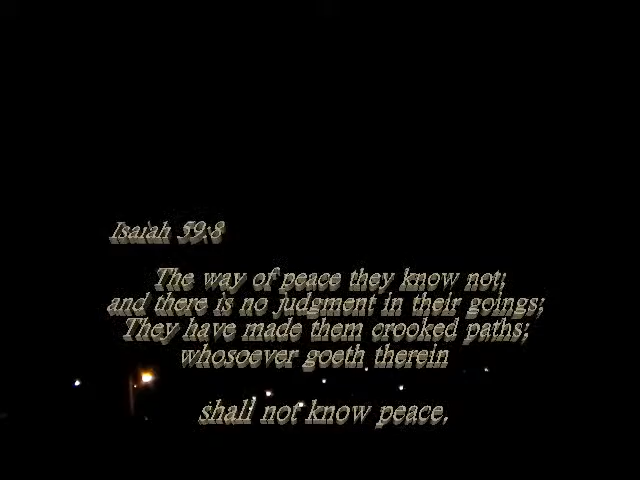 Isaiah 59:8
The way of peace they know not;
and there is no judgment in their goings;
They have made them crooked paths;
whosoever goeth therein
shall not know peace.